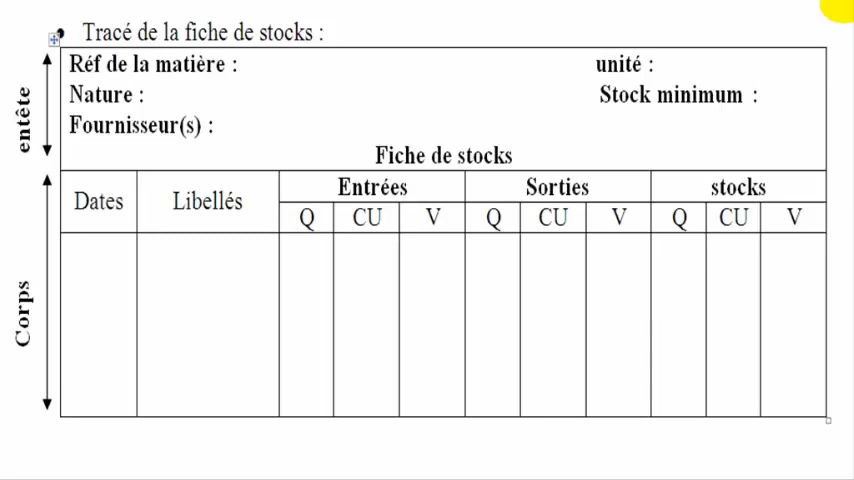 Tracé de la fiche de stocks :
Réf de la matière : unité :
Nature : Stock minimum :
Fournisseur(s) :
Fiche de stocks
entête
Dates Libellés Entrées Sorties stocks
Q CU V Q CU V Q CU V
Corps